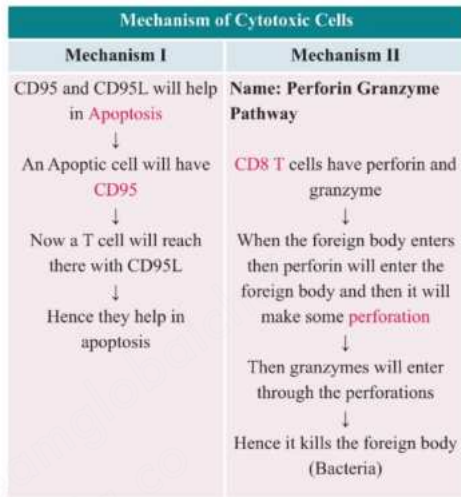 Mechanism of Cytotoxic Cells
Mechanism I
CD95 and CD95L will help
in Apoptosis
↓
An Apoptic cell will have
CD95
↓
Now a T cell will reach
there with CD95L
↓
Hence they help in
apoptosis
Mechanism II
Name: Perforin Granzyme
Pathway
CD8 T cells have perforin and
granzyme
↓
When the foreign body enters
then perforin will enter the
foreign body and then it will
make some perforation
↓
Then granzymes will enter
through the perforations
↓
Hence it kills the foreign body
(Bacteria)